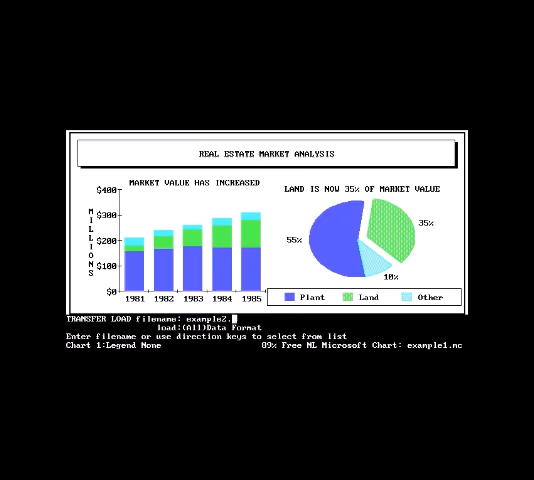 REAL ESTATE MARKET ANALYSIS
MARKET VALUE HAS INCREASED
$400
$300
$200
$100
$0
MILLIONS
1981 1982 1983 1984 1985
LAND IS NOW 35% OF MARKET VALUE
35%
55%
10%
Plant Land Other
TRANSFER LOAD filename: example2.
load:(All)Data Format
Enter filename or use direction keys to select from list
Chart 1:Legend None 89% Free NL Microsoft Chart: example1.mc